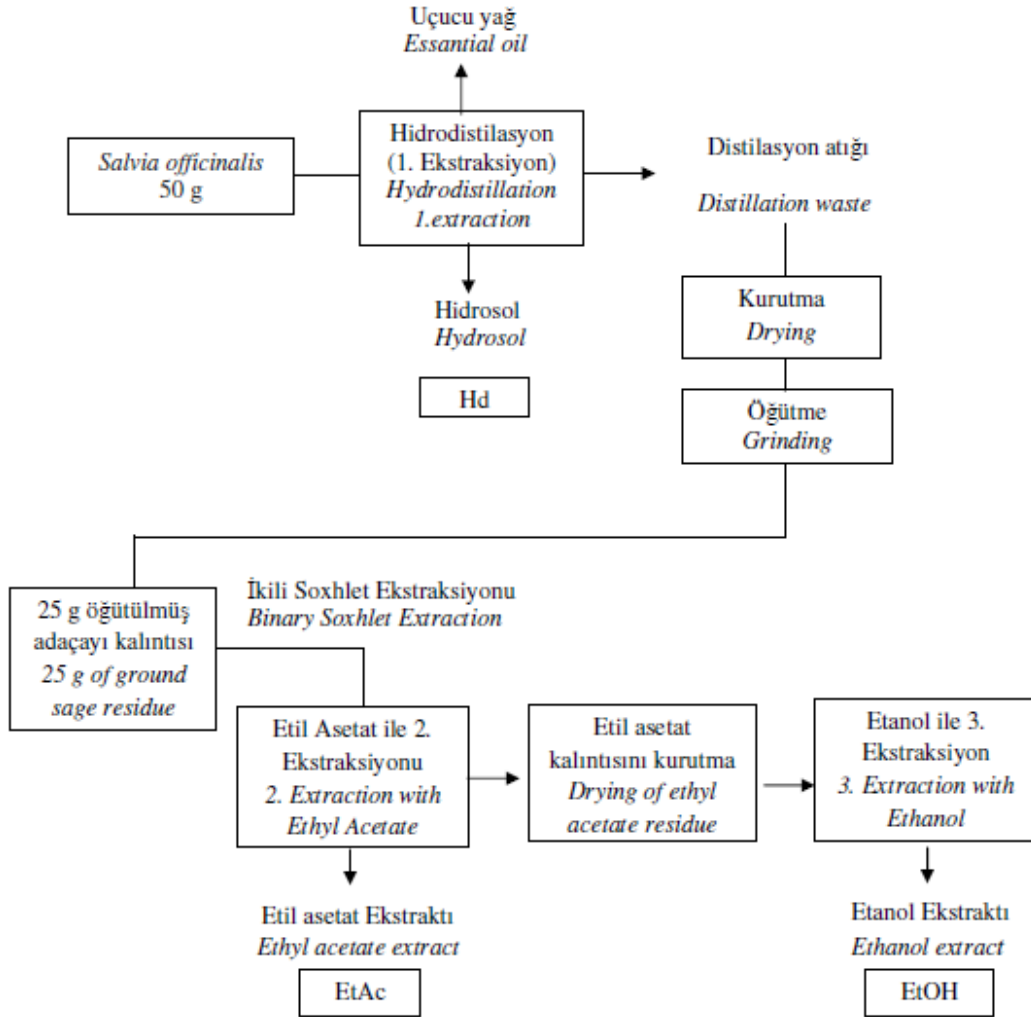 Uçucu yağ
Essantial oil
Salvia officinalis
50 g
Hidrodistilasyon
(1. Ekstraksiyon)
Hydrodistillation
1.extraction
Distilasyon atığı
Distillation waste
Hidrosol
Hydrosol
Hd
Kurutma
Drying
Öğütme
Grinding
25 g öğütülmüş
adaçayı kalıntısı
25 g of ground
sage residue
İkili Soxhlet Ekstraksiyonu
Binary Soxhlet Extraction
Etil Asetat ile 2.
Ekstraksiyonu
2. Extraction with
Ethyl Acetate
Etil asetat
kalıntısını kurutma
Drying of ethyl
acetate residue
Etanol ile 3.
Ekstraksiyon
3. Extraction with
Ethanol
Etil asetat Ekstraktı
Ethyl acetate extract
EtAc
Etanol Ekstraktı
Ethanol extract
EtOH